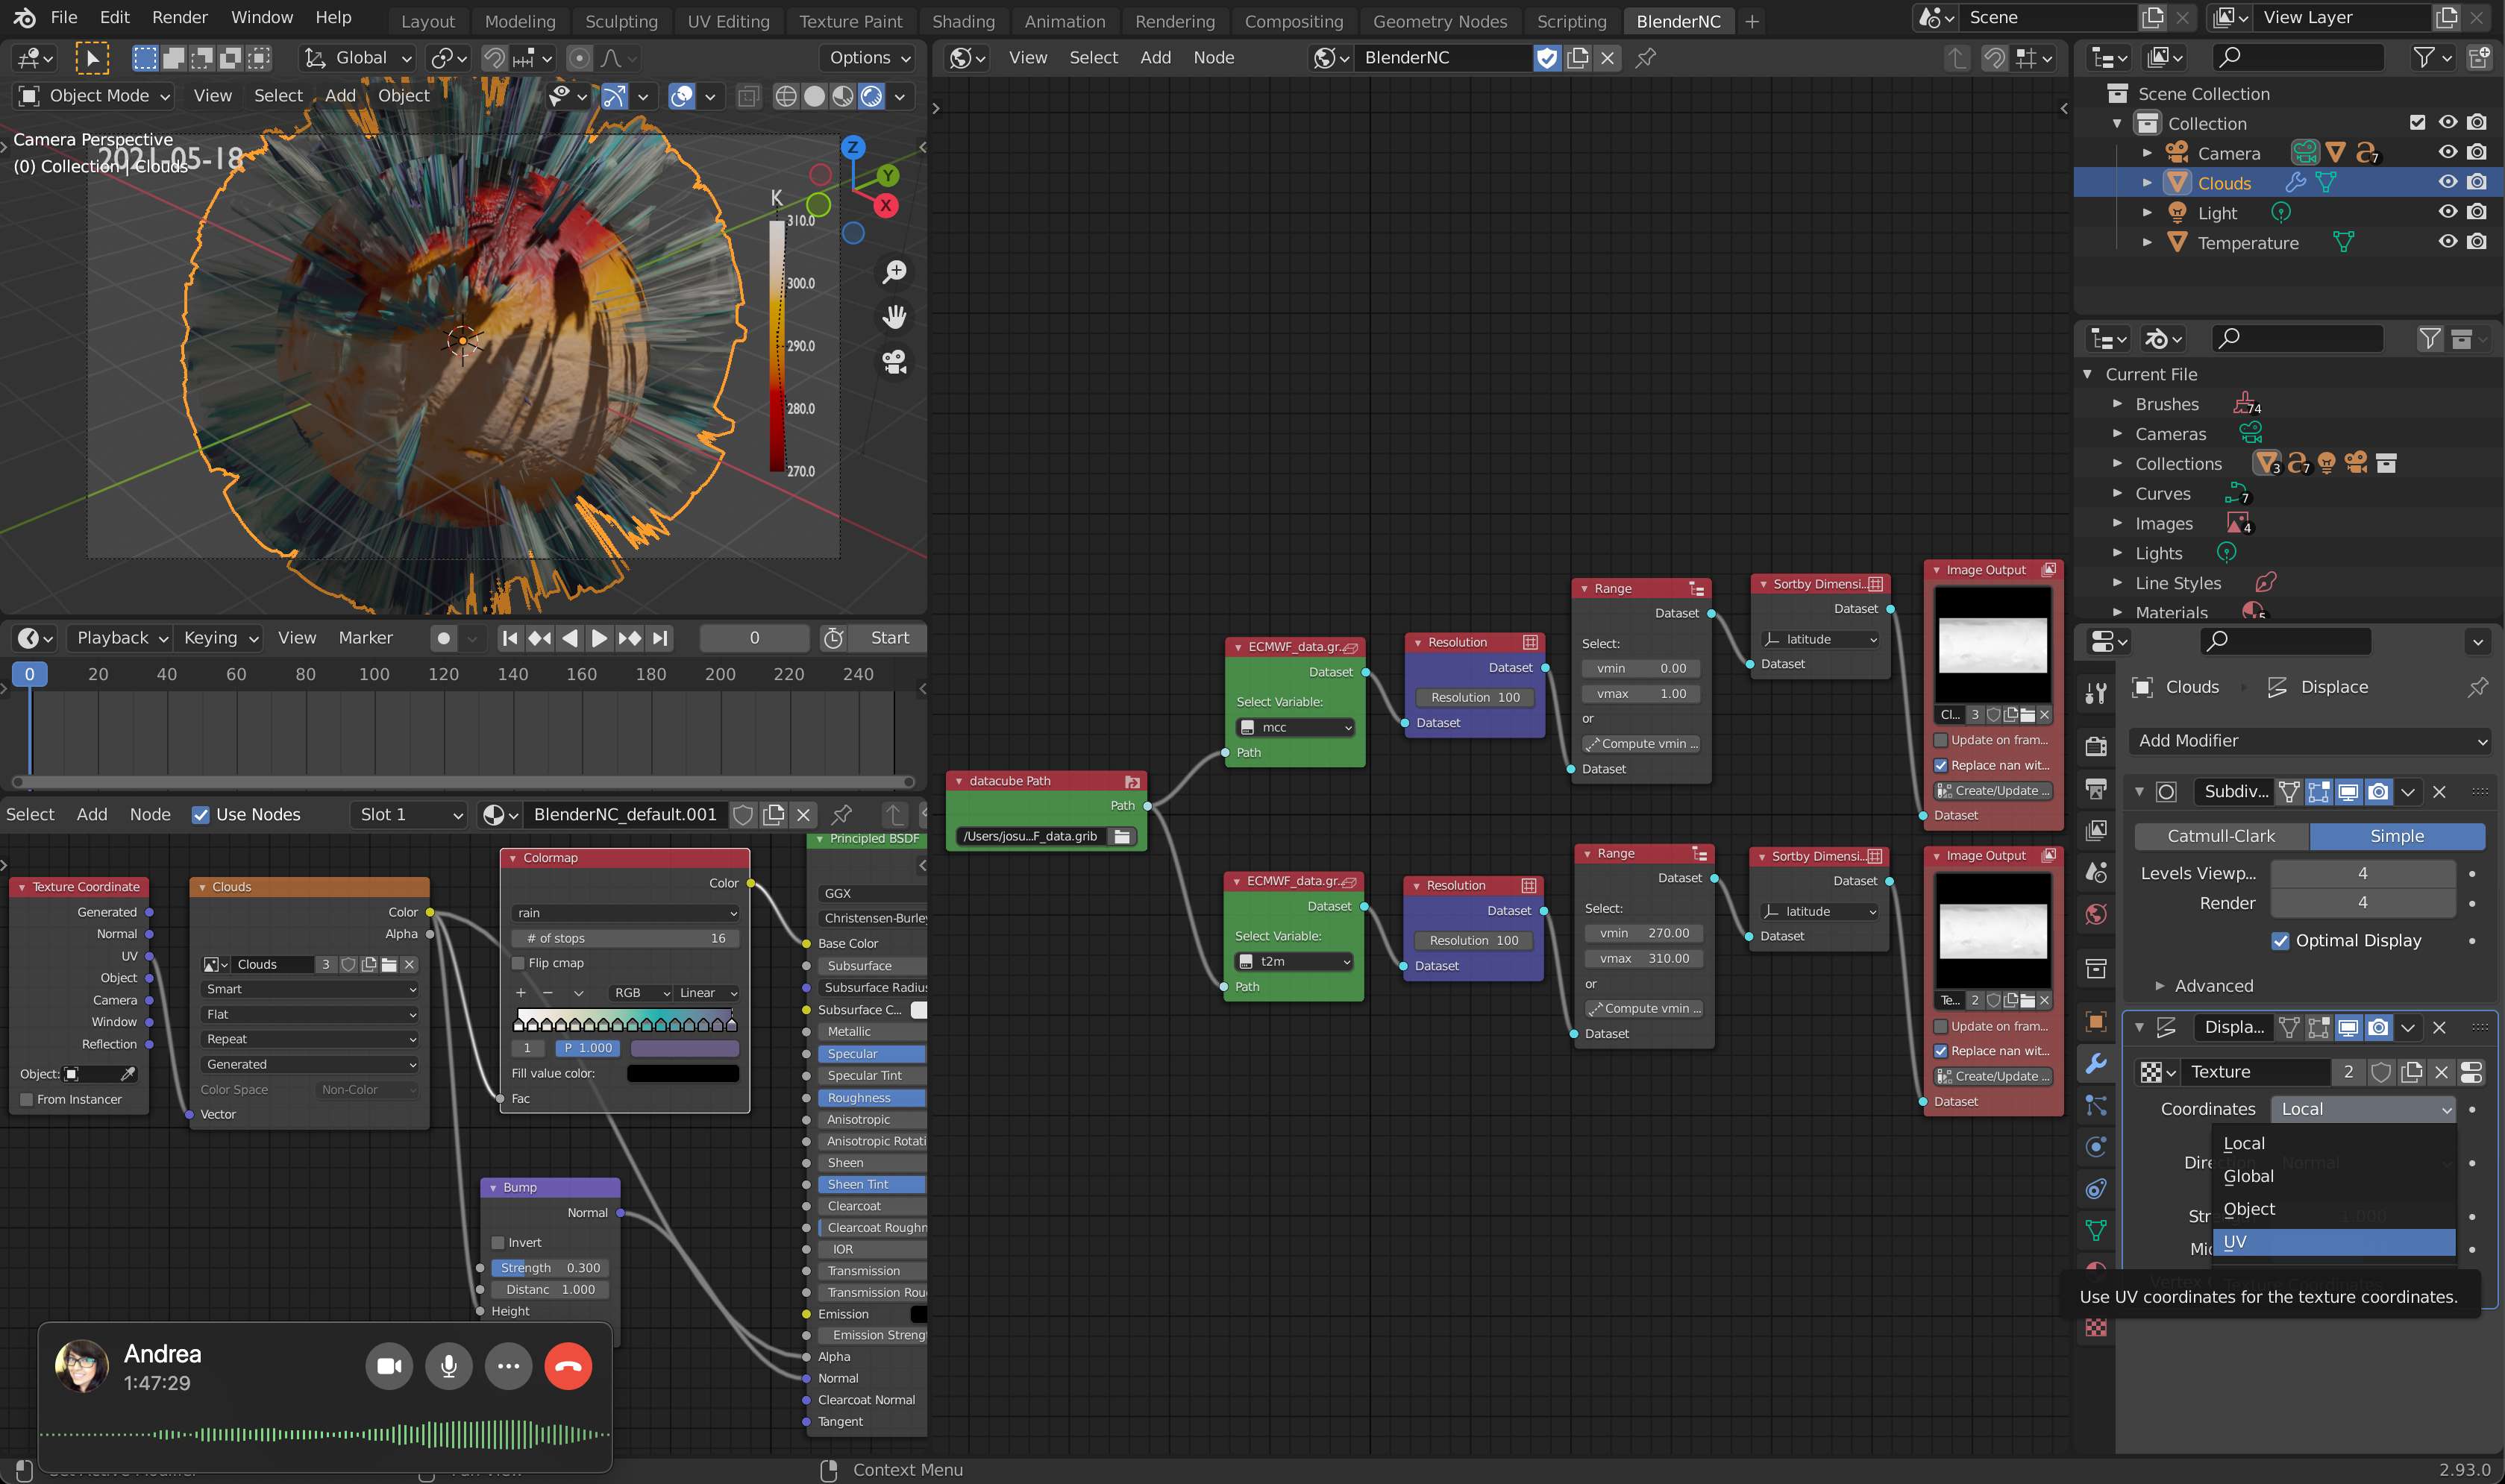 File Edit Render Window Help
Layout Modeling Sculpting UV Editing Texture Paint Shading Animation Rendering Compositing Geometry Nodes Scripting BlenderNC
Scene
View Layer
Global
Options
View Select Add Node
BlenderNC
Object Mode View Select Add Object
Camera Perspective
(0) Collection | Clouds
2021-05-18
Z
Y
X
K
310.0
300.0
290.0
280.0
270.0
Scene Collection
Collection
Camera 7
Clouds
Light
Temperature
Current File
Brushes 74
Cameras
Collections 3 7
Curves 7
Images 4
Lights
Line Styles
Materials 5
Playback Keying View Marker
0
Start
0 20 40 60 80 100 120 140 160 180 200 220 240
Select Add Node Use Nodes Slot 1 BlenderNC_default.001
Texture Coordinate
Generated
Normal
UV
Object
Camera
Window
Reflection
Object:
From Instancer
Clouds
Color
Alpha
Clouds 3
Smart
Flat
Repeat
Generated
Color Space Non-Color
Vector
Colormap
Color
rain
# of stops 16
Flip cmap
RGB Linear
1 P 1.000
Fill value color:
Fac
Bump
Normal
Invert
Strength 0.300
Distanc 1.000
Height
Principled BSDF
GGX
Christensen-Burley
Base Color
Subsurface
Subsurface Radius
Subsurface C...
Metallic
Specular
Specular Tint
Roughness
Anisotropic
Anisotropic Rotati
Sheen
Sheen Tint
Clearcoat
Clearcoat Roughn
IOR
Transmission
Transmission Rou
Emission
Emission Streng
Alpha
Normal
Clearcoat Normal
Tangent
Andrea
1:47:29
datacube Path
Path
/Users/josu...F_data.grib
ECMWF_data.gr...
Dataset
Select Variable:
mcc
Path
Resolution
Dataset
Resolution 100
Dataset
Range
Dataset
Select:
vmin 0.00
vmax 1.00
or
Compute vmin ...
Dataset
Sortby Dimensi...
Dataset
latitude
Dataset
Image Output
Cl... 3
Update on fram...
Replace nan wit...
Create/Update ...
Dataset
ECMWF_data.gr...
Dataset
Select Variable:
t2m
Path
Resolution
Dataset
Resolution 100
Dataset
Range
Dataset
Select:
vmin 270.00
vmax 310.00
or
Compute vmin ...
Dataset
Sortby Dimensi...
Dataset
latitude
Dataset
Image Output
Te... 2
Update on fram...
Replace nan wit...
Create/Update ...
Dataset
Clouds Displace
Add Modifier
Subdiv...
Catmull-Clark Simple
Levels Viewp... 4
Render 4
Optimal Display
Advanced
Displa...
Texture 2
Coordinates Local
Local
Global
Object
UV
Use UV coordinates for the texture coordinates.
Context Menu
2.93.0